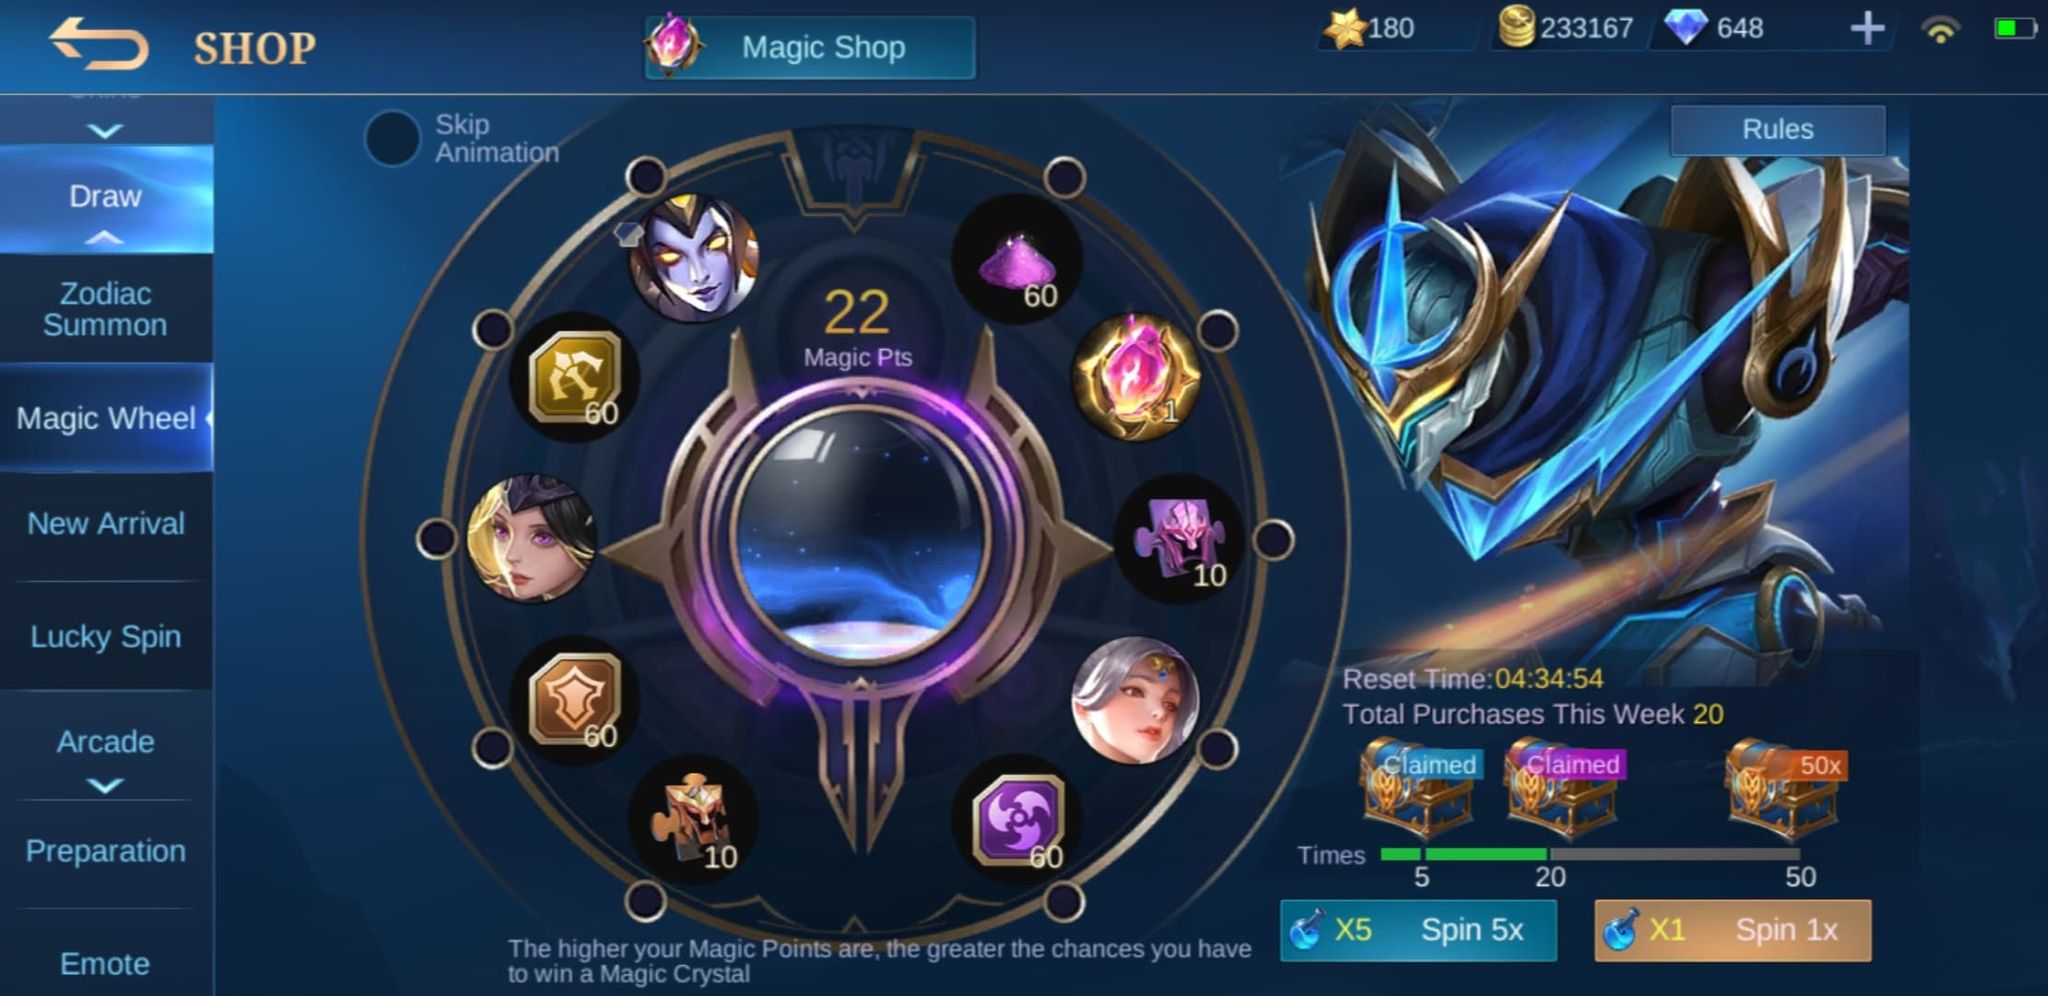 SHOP
Magic Shop
180
233167
648
Skip
Animation
Rules
Draw
Zodiac
Summon
Magic Wheel
New Arrival
Lucky Spin
Arcade
Preparation
Emote
22
Magic Pts
60
60
1
10
60
10
60
Reset Time:04:34:54
Total Purchases This Week 20
Claimed
Claimed
50x
Times
5
20
50
X5 Spin 5x
X1 Spin 1x
The higher your Magic Points are, the greater the chances you have
to win a Magic Crystal